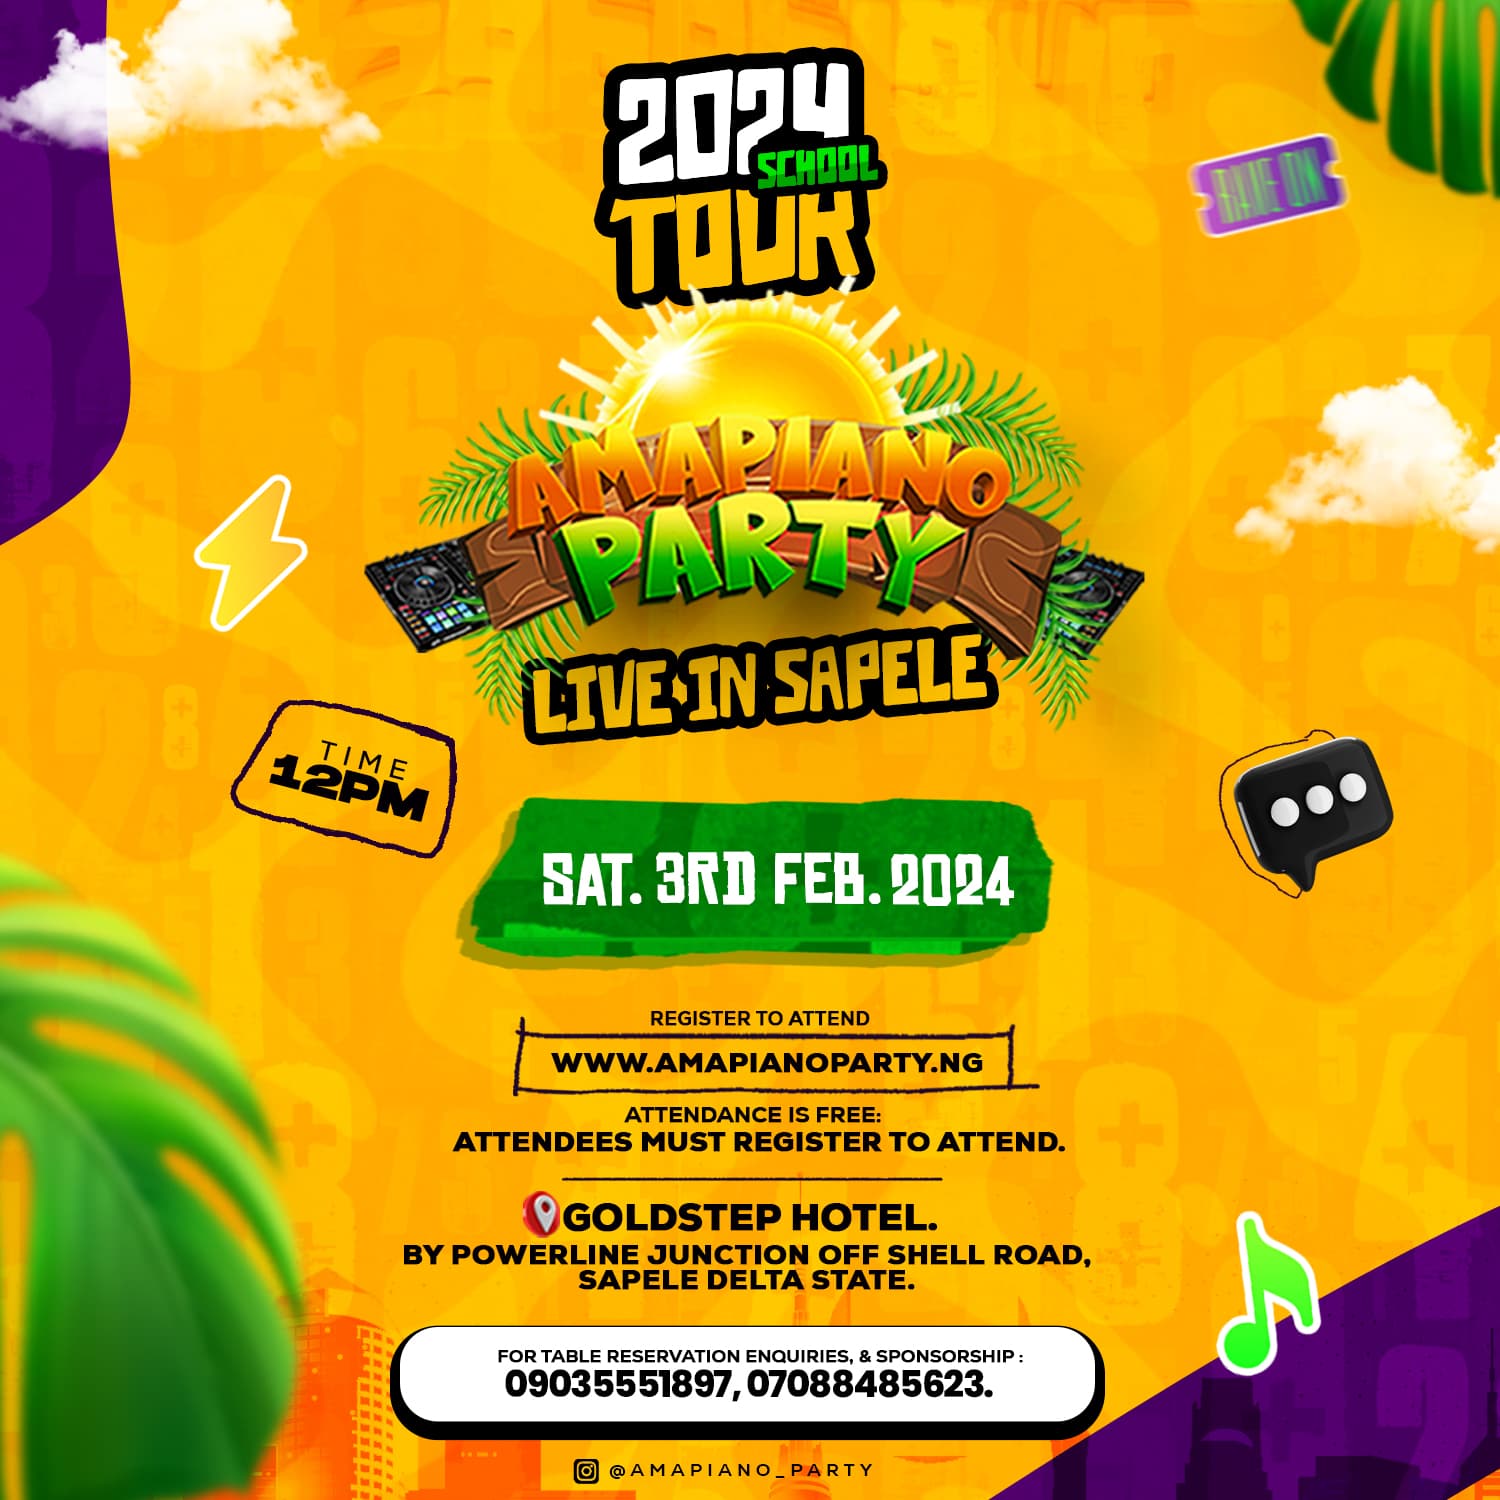 2024
SCHOOL
TOUR
RAVE ON
AMAPIANO
PARTY
LIVE IN SAPELE
TIME
12PM
SAT. 3RD FEB. 2024
REGISTER TO ATTEND
WWW.AMAPIANOPARTY.NG
ATTENDANCE IS FREE:
ATTENDEES MUST REGISTER TO ATTEND.
GOLDSTEP HOTEL.
BY POWERLINE JUNCTION OFF SHELL ROAD,
SAPELE DELTA STATE.
FOR TABLE RESERVATION ENQUIRIES, & SPONSORSHIP :
09035551897, 07088485623.
@AMAPIANO_PARTY